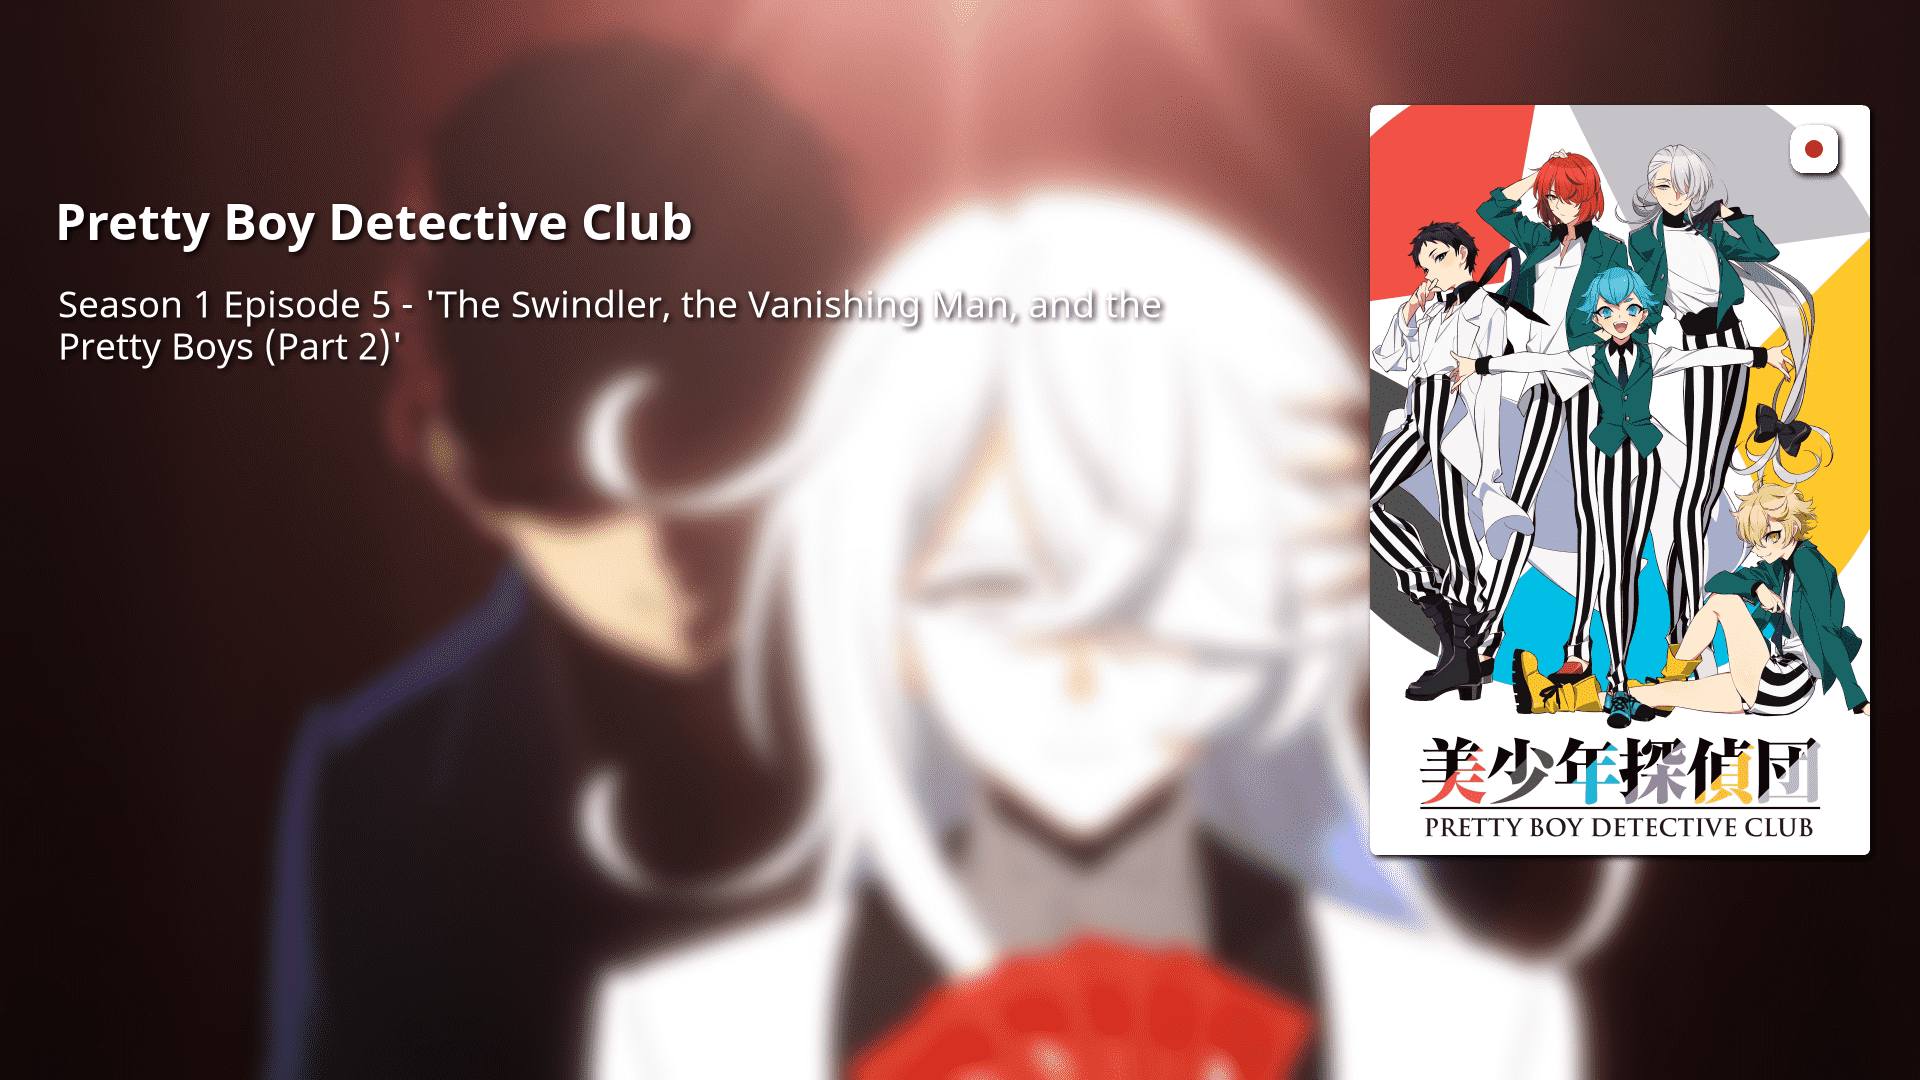 Pretty Boy Detective Club
Season 1 Episode 5 - 'The Swindler, the Vanishing Man, and the
Pretty Boys (Part 2)'
美少年探偵団
PRETTY BOY DETECTIVE CLUB